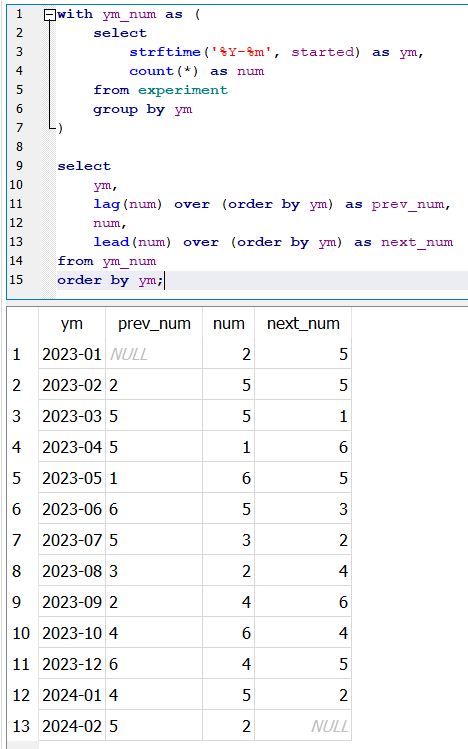 1 with ym_num as (
2 select
3 strftime('%Y-%m', started) as ym,
4 count(*) as num
5 from experiment
6 group by ym
7 )
8
9 select
10 ym,
11 lag(num) over (order by ym) as prev_num,
12 num,
13 lead(num) over (order by ym) as next_num
14 from ym_num
15 order by ym;
ym prev_num num next_num
1 2023-01 NULL 2 5
2 2023-02 2 5 5
3 2023-03 5 5 1
4 2023-04 5 1 6
5 2023-05 1 6 5
6 2023-06 6 5 3
7 2023-07 5 3 2
8 2023-08 3 2 4
9 2023-09 2 4 6
10 2023-10 4 6 4
11 2023-12 6 4 5
12 2024-01 4 5 2
13 2024-02 5 2 NULL